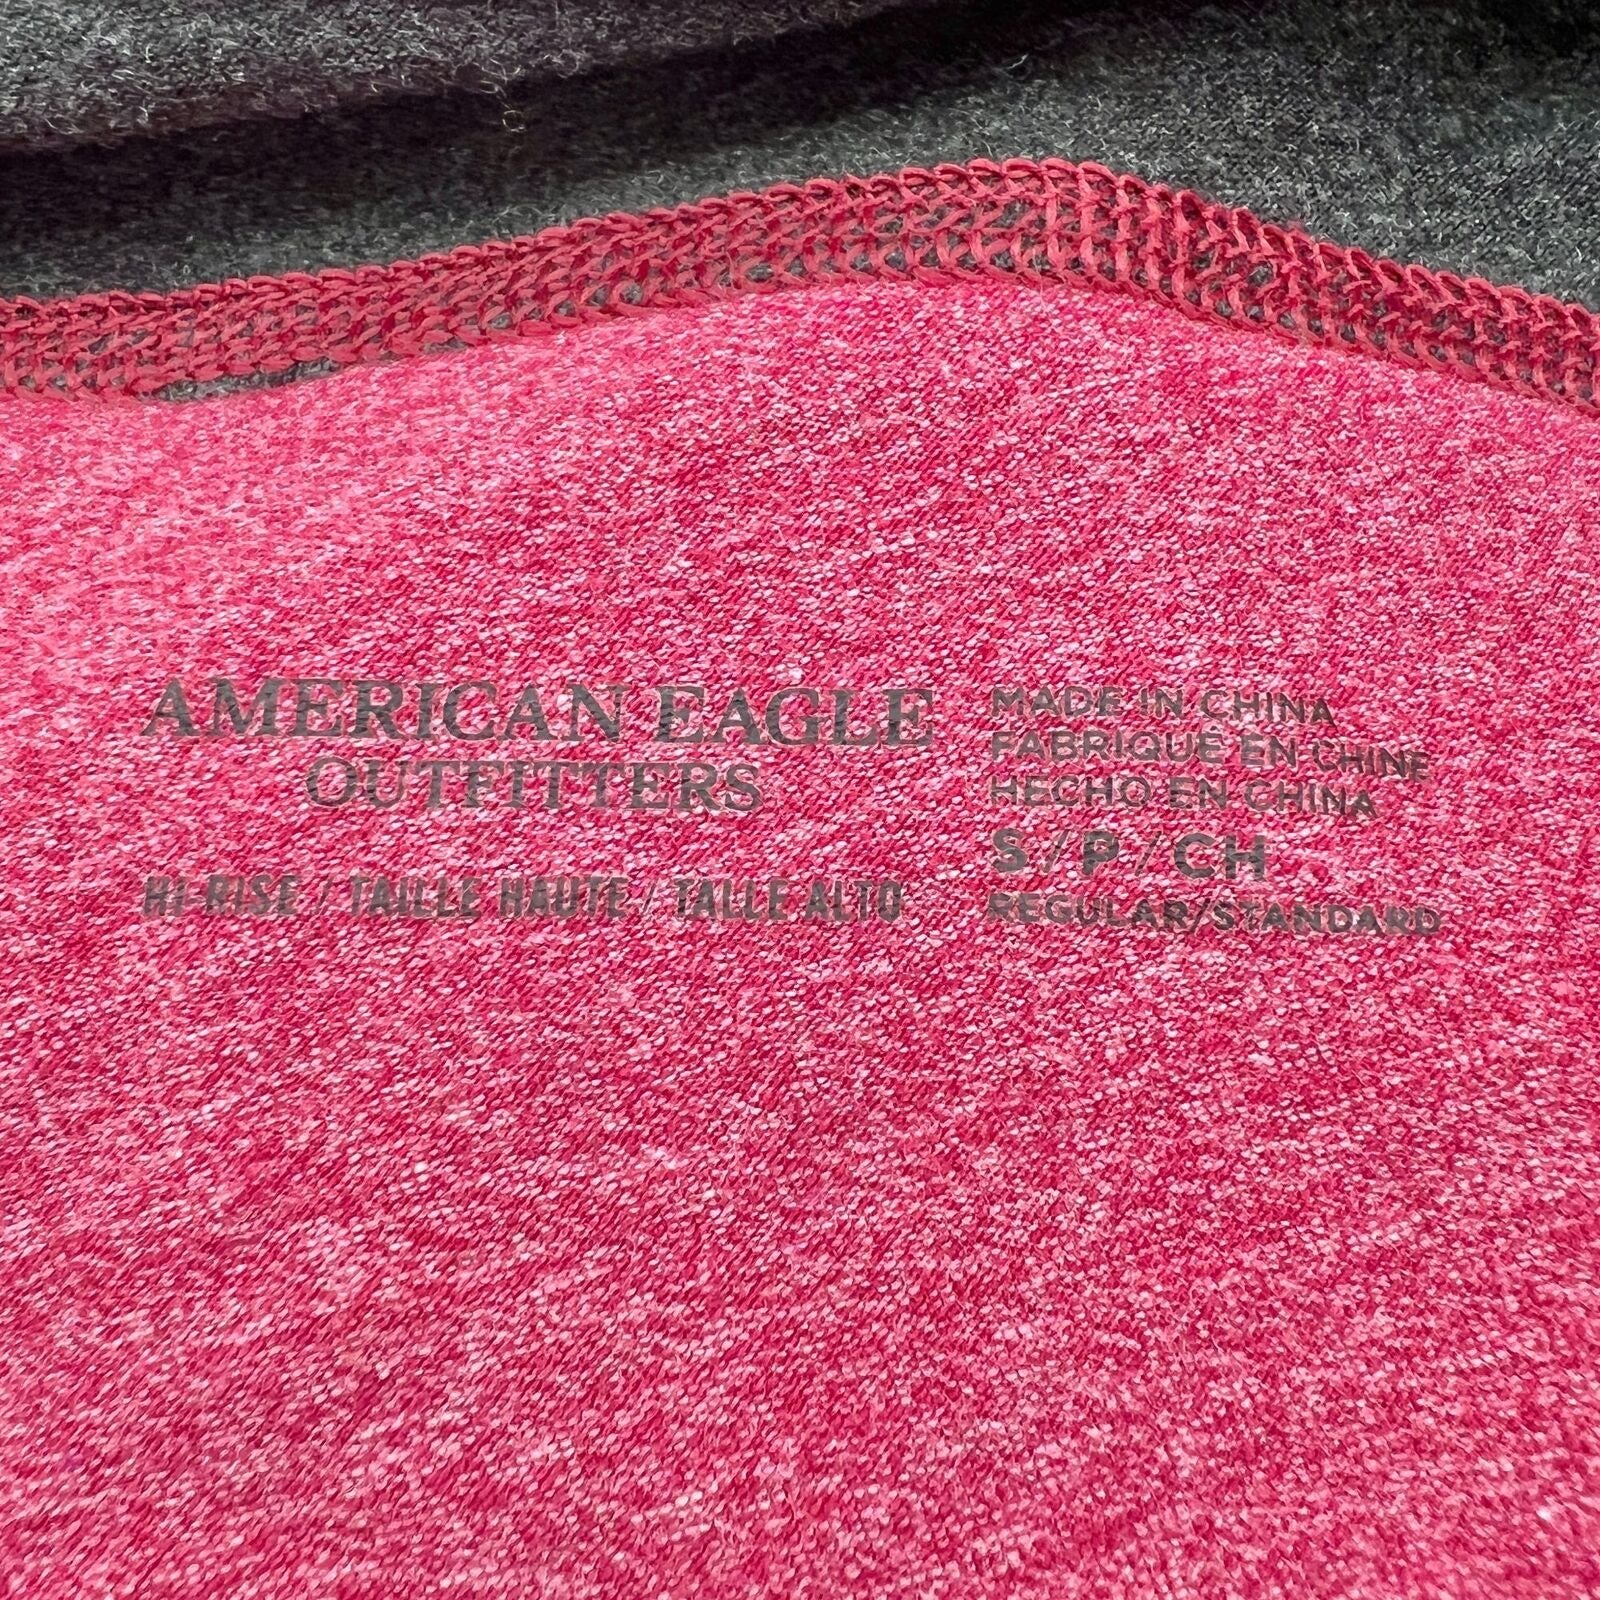 AMERICAN EAGLE
OUTFITTERS
HI-RISE / TAILLE HAUTE / TALLE ALTO
MADE IN CHINA
FABRIQUÉ EN CHINE
HECHO EN CHINA
S/P/CH
REGULAR/STANDARD